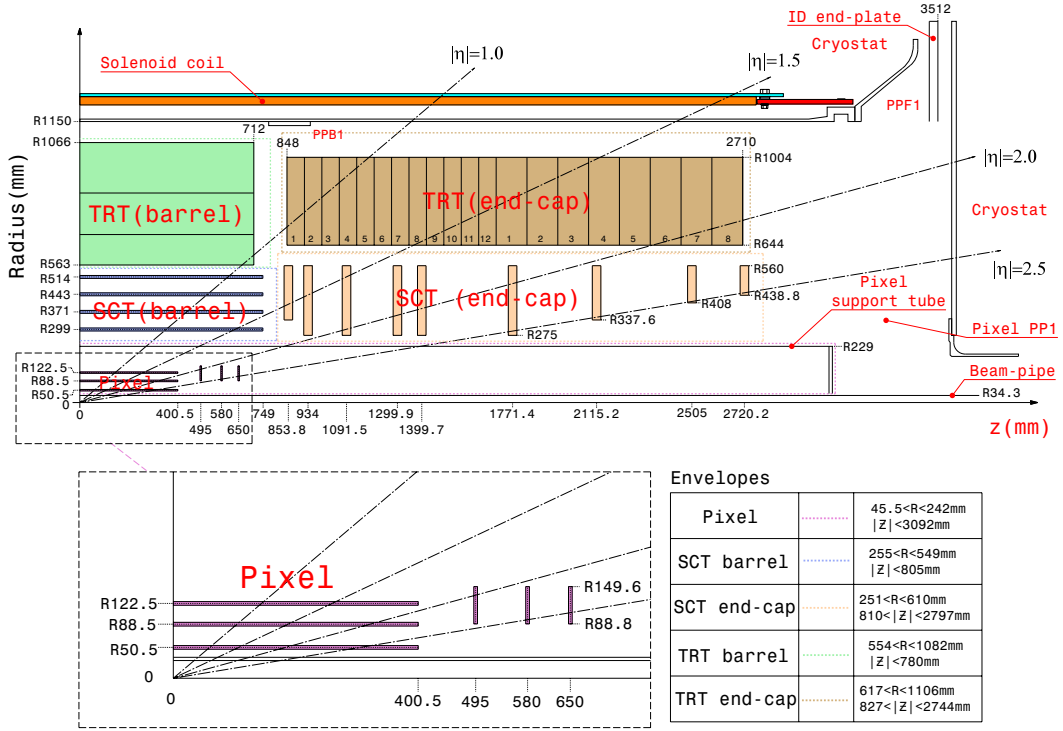 3512
ID end-plate
Cryostat
|η|=1.0
|η|=1.5
Solenoid coil
PPF1
R1150
PPB1
712
R1066
848
2710
R1004
|η|=2.0
TRT(barrel)
TRT(end-cap)
Cryostat
Radius(mm)
1 2 3 4 5 6 7 8 9 10 11 12 1 2 3 4 5 6 7 8
R644
R563
R560
R514
|η|=2.5
R443
SCT(barrel)
SCT (end-cap)
R438.8
R408
Pixel
support tube
R371
R337.6
R299
R275
Pixel PP1
R229
R122.5
R88.5
Pixel
R50.5
Beam-pipe
R34.3
0
0
400.5
580
749
934
1299.9
1771.4
2115.2
2505
2720.2
495
650
853.8
1091.5
1399.7
z(mm)
Pixel
R149.6
R122.5
R88.5
R88.8
R50.5
0
0
400.5
495
580
650
Envelopes
Pixel
45.5<R<242mm
|Z|<3092mm
SCT barrel
255<R<549mm
|Z|<805mm
SCT end-cap
251<R<610mm
810<|Z|<2797mm
TRT barrel
554<R<1082mm
|Z|<780mm
TRT end-cap
617<R<1106mm
827<|Z|<2744mm